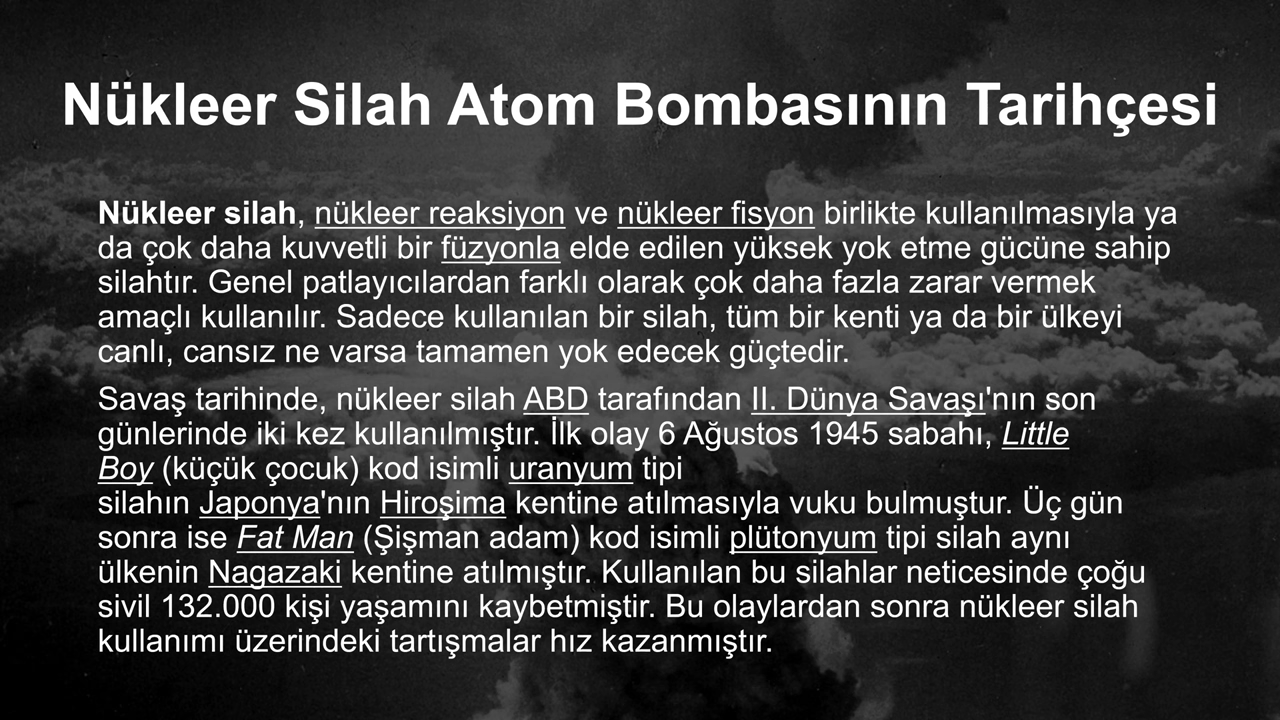 Nükleer Silah Atom Bombasının Tarihçesi
Nükleer silah, nükleer reaksiyon ve nükleer fisyon birlikte kullanılmasıyla ya
da çok daha kuvvetli bir füzyonla elde edilen yüksek yok etme gücüne sahip
silahtır. Genel patlayıcılardan farklı olarak çok daha fazla zarar vermek
amaçlı kullanılır. Sadece kullanılan bir silah, tüm bir kenti ya da bir ülkeyi
canlı, cansız ne varsa tamamen yok edecek güçtedir.
Savaş tarihinde, nükleer silah ABD tarafından II. Dünya Savaşı'nın son
günlerinde iki kez kullanılmıştır. İlk olay 6 Ağustos 1945 sabahı, Little
Boy (küçük çocuk) kod isimli uranyum tipi
silahın Japonya'nın Hiroşima kentine atılmasıyla vuku bulmuştur. Üç gün
sonra ise Fat Man (Şişman adam) kod isimli plütonyum tipi silah aynı
ülkenin Nagazaki kentine atılmıştır. Kullanılan bu silahlar neticesinde çoğu
sivil 132.000 kişi yaşamını kaybetmiştir. Bu olaylardan sonra nükleer silah
kullanımı üzerindeki tartışmalar hız kazanmıştır.